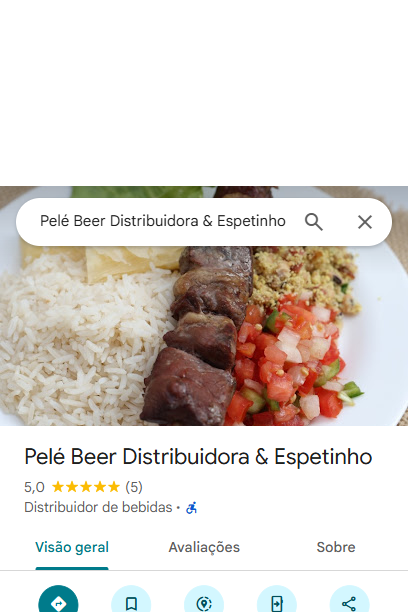 Pelé Beer Distribuidora & Espetinho
Pelé Beer Distribuidora & Espetinho
5,0 (5)
Distribuidor de bebidas ·
Visão geral Avaliações Sobre